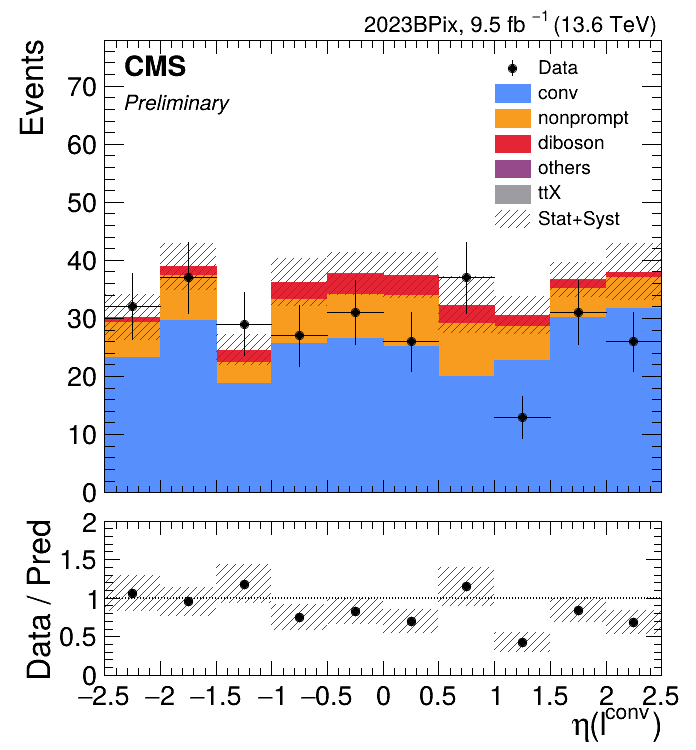 2023BPix, 9.5 fb⁻¹ (13.6 TeV)
CMS
Preliminary
Data
conv
nonprompt
diboson
others
ttX
Stat+Syst
Events
70
60
50
40
30
20
10
0
Data / Pred
2
1.5
1
0.5
0
−2.5 −2 −1.5 −1 −0.5 0 0.5 1 1.5 2 2.5
η(l^conv)